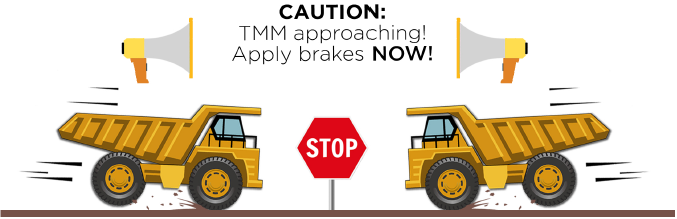 CAUTION:
TMM approaching!
Apply brakes NOW!
STOP